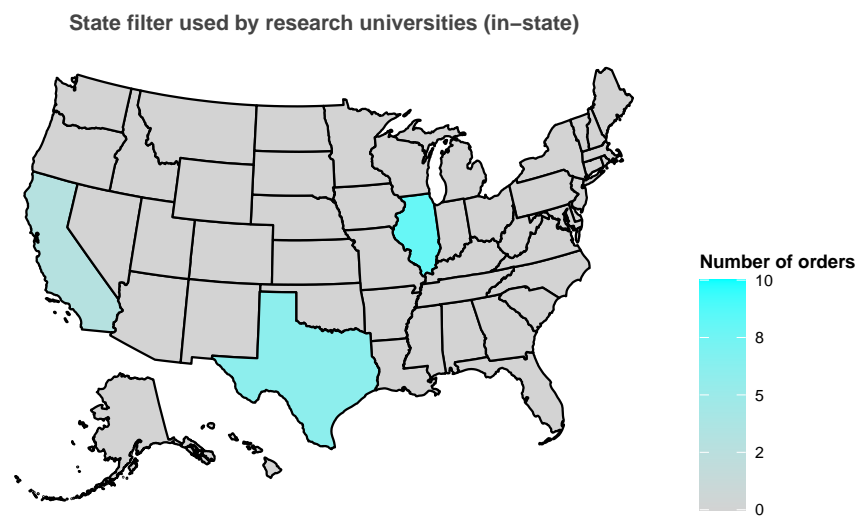 State filter used by research universities (in−state)
Number of orders
10
8
5
2
0